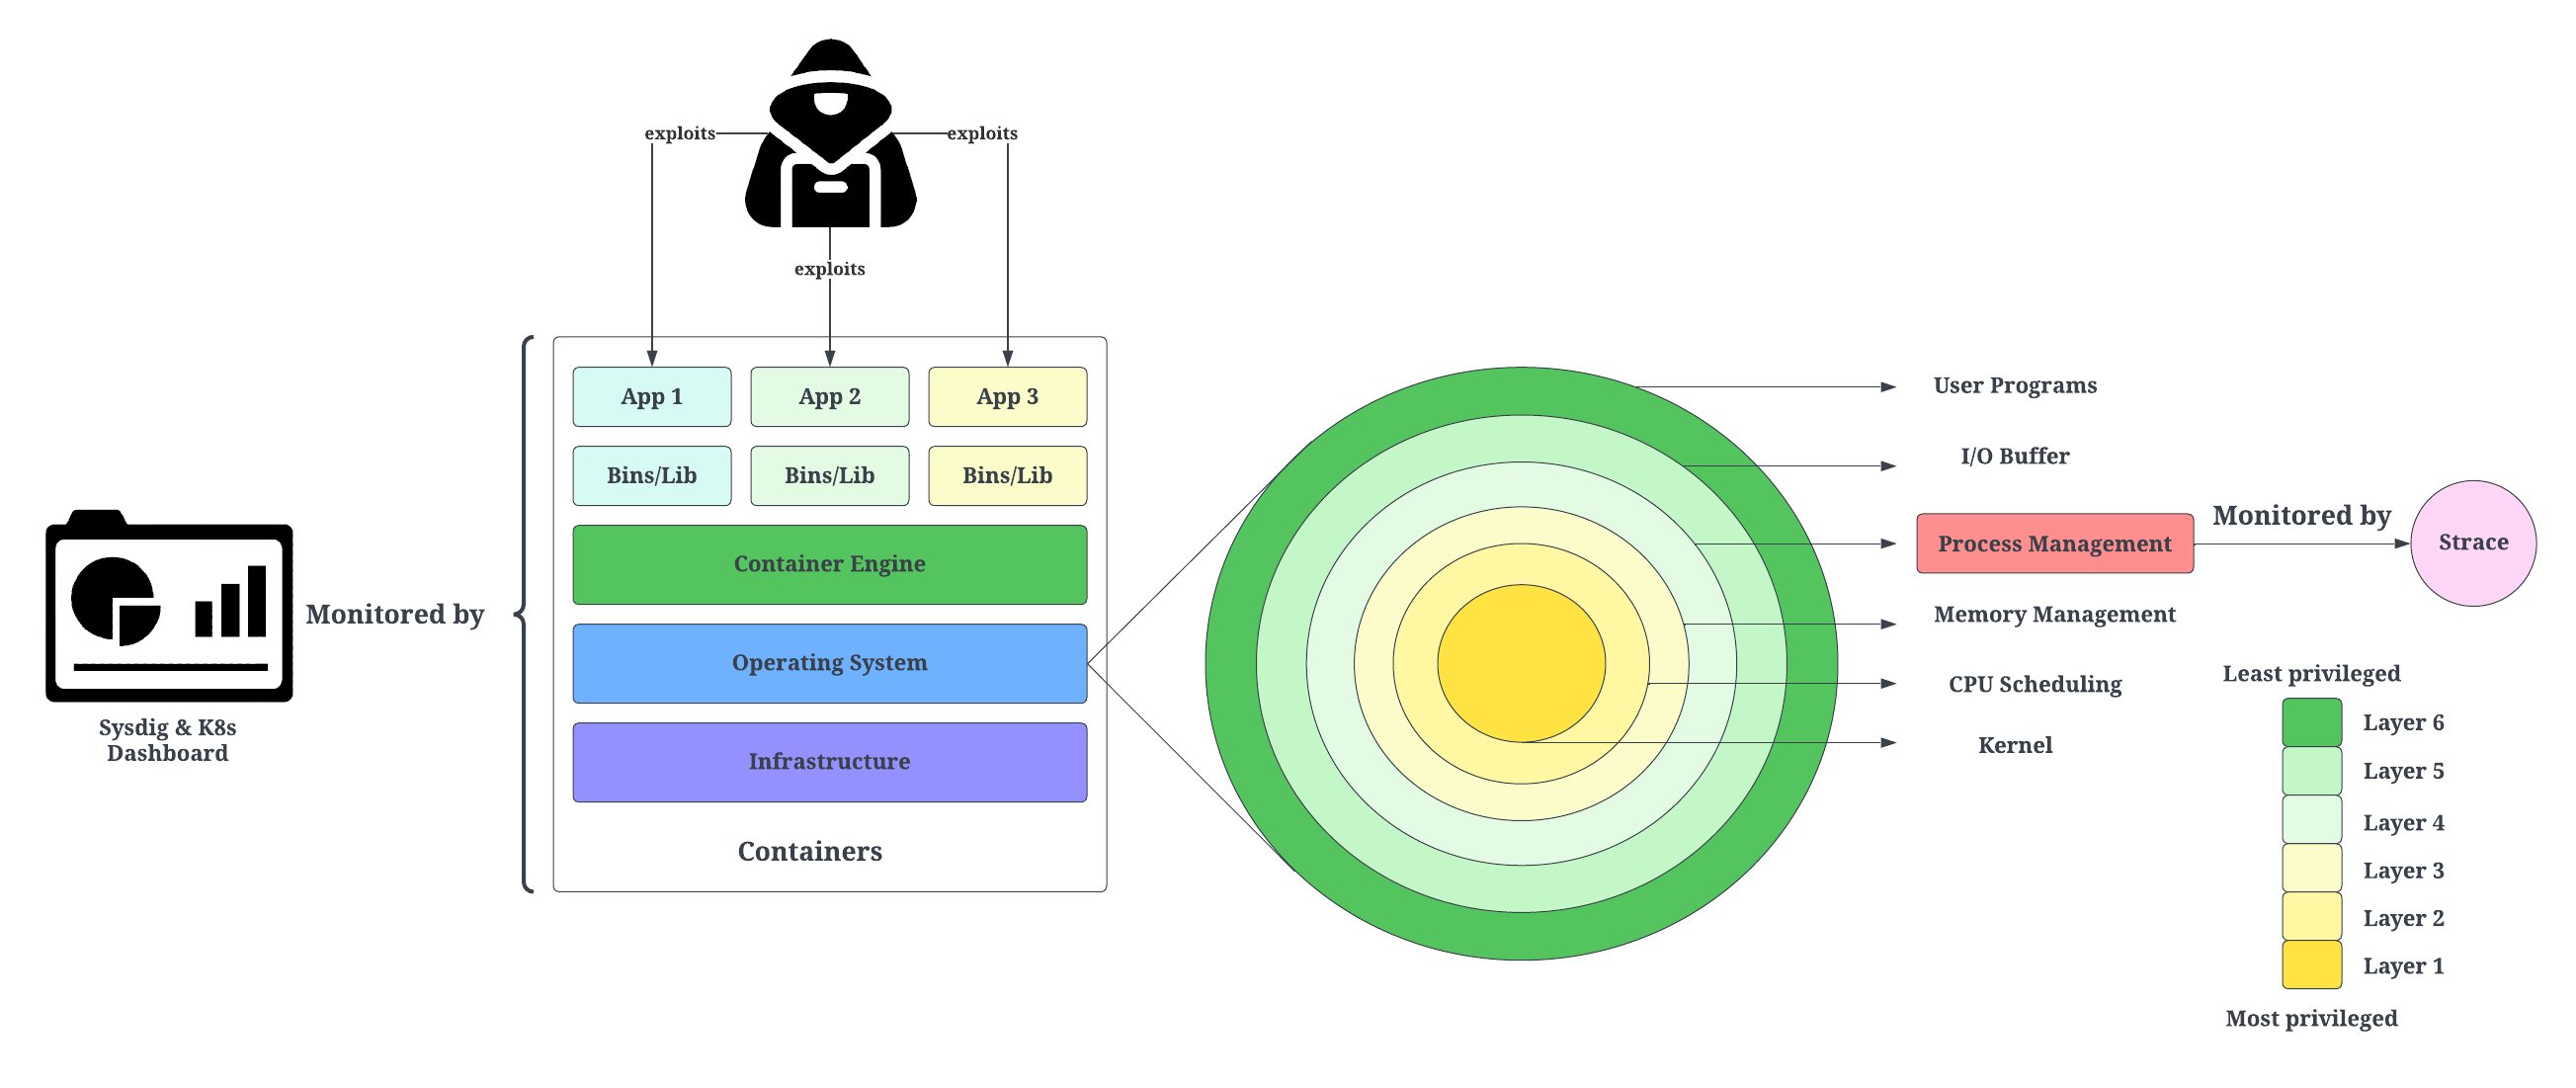 exploits
exploits
exploits
App 1
App 2
App 3
Bins/Lib
Bins/Lib
Bins/Lib
Container Engine
Operating System
Infrastructure
Containers
Monitored by
Sysdig & K8s
Dashboard
User Programs
I/O Buffer
Process Management
Monitored by
Strace
Memory Management
CPU Scheduling
Kernel
Least privileged
Layer 6
Layer 5
Layer 4
Layer 3
Layer 2
Layer 1
Most privileged